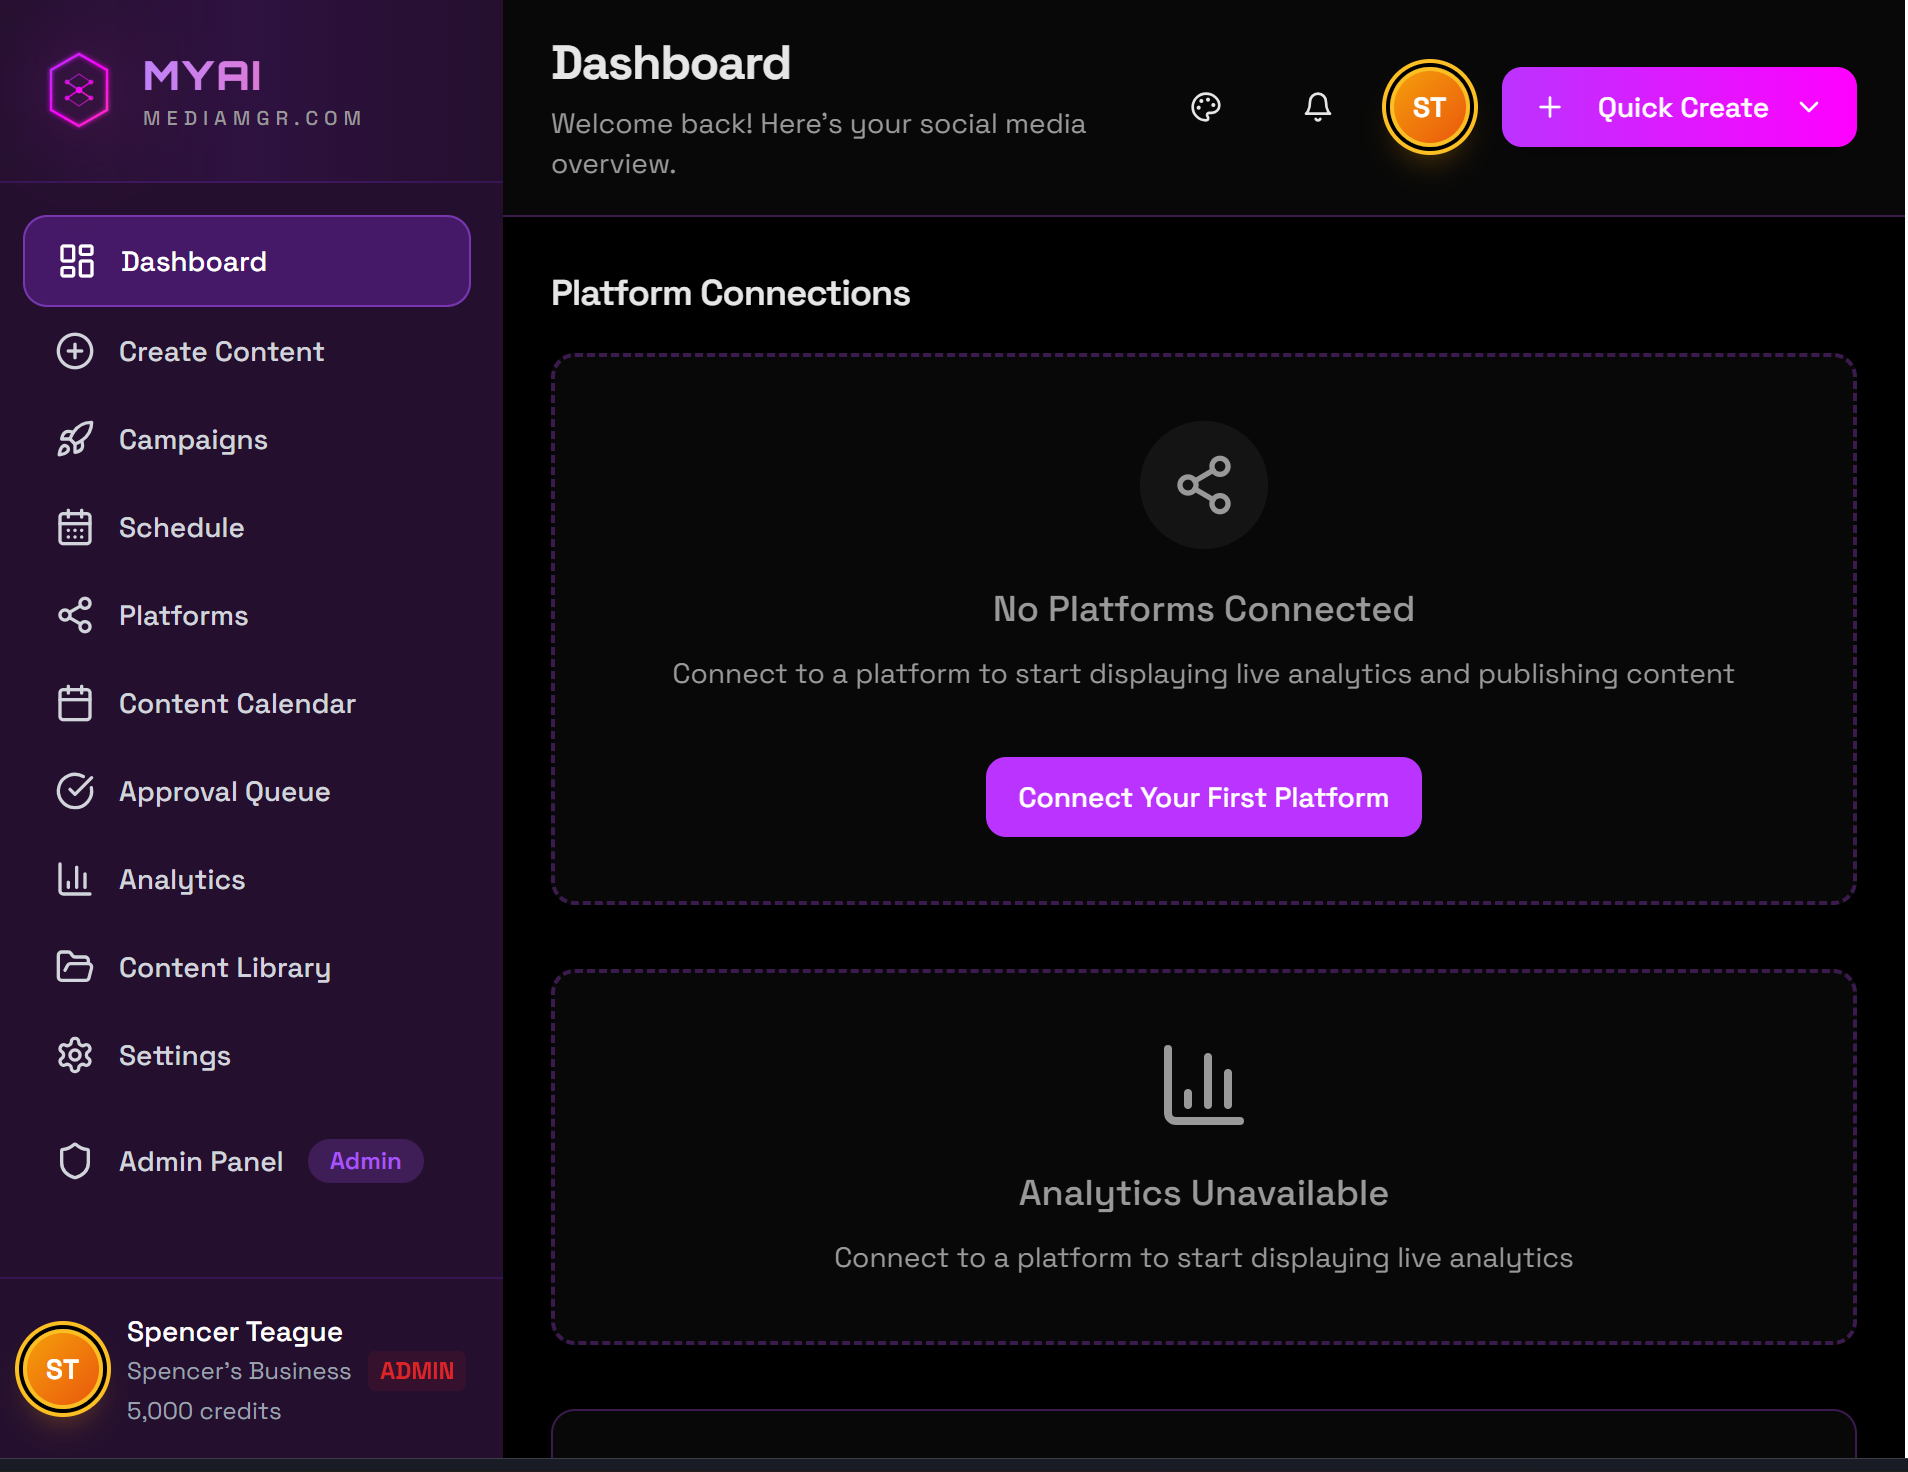 MYAI
MEDIAMGR.COM
Dashboard
Create Content
Campaigns
Schedule
Platforms
Content Calendar
Approval Queue
Analytics
Content Library
Settings
Admin Panel Admin
ST
Spencer Teague
Spencer's Business ADMIN
5,000 credits
Dashboard
Welcome back! Here's your social media
overview.
ST
Quick Create
Platform Connections
No Platforms Connected
Connect to a platform to start displaying live analytics and publishing content
Connect Your First Platform
Analytics Unavailable
Connect to a platform to start displaying live analytics